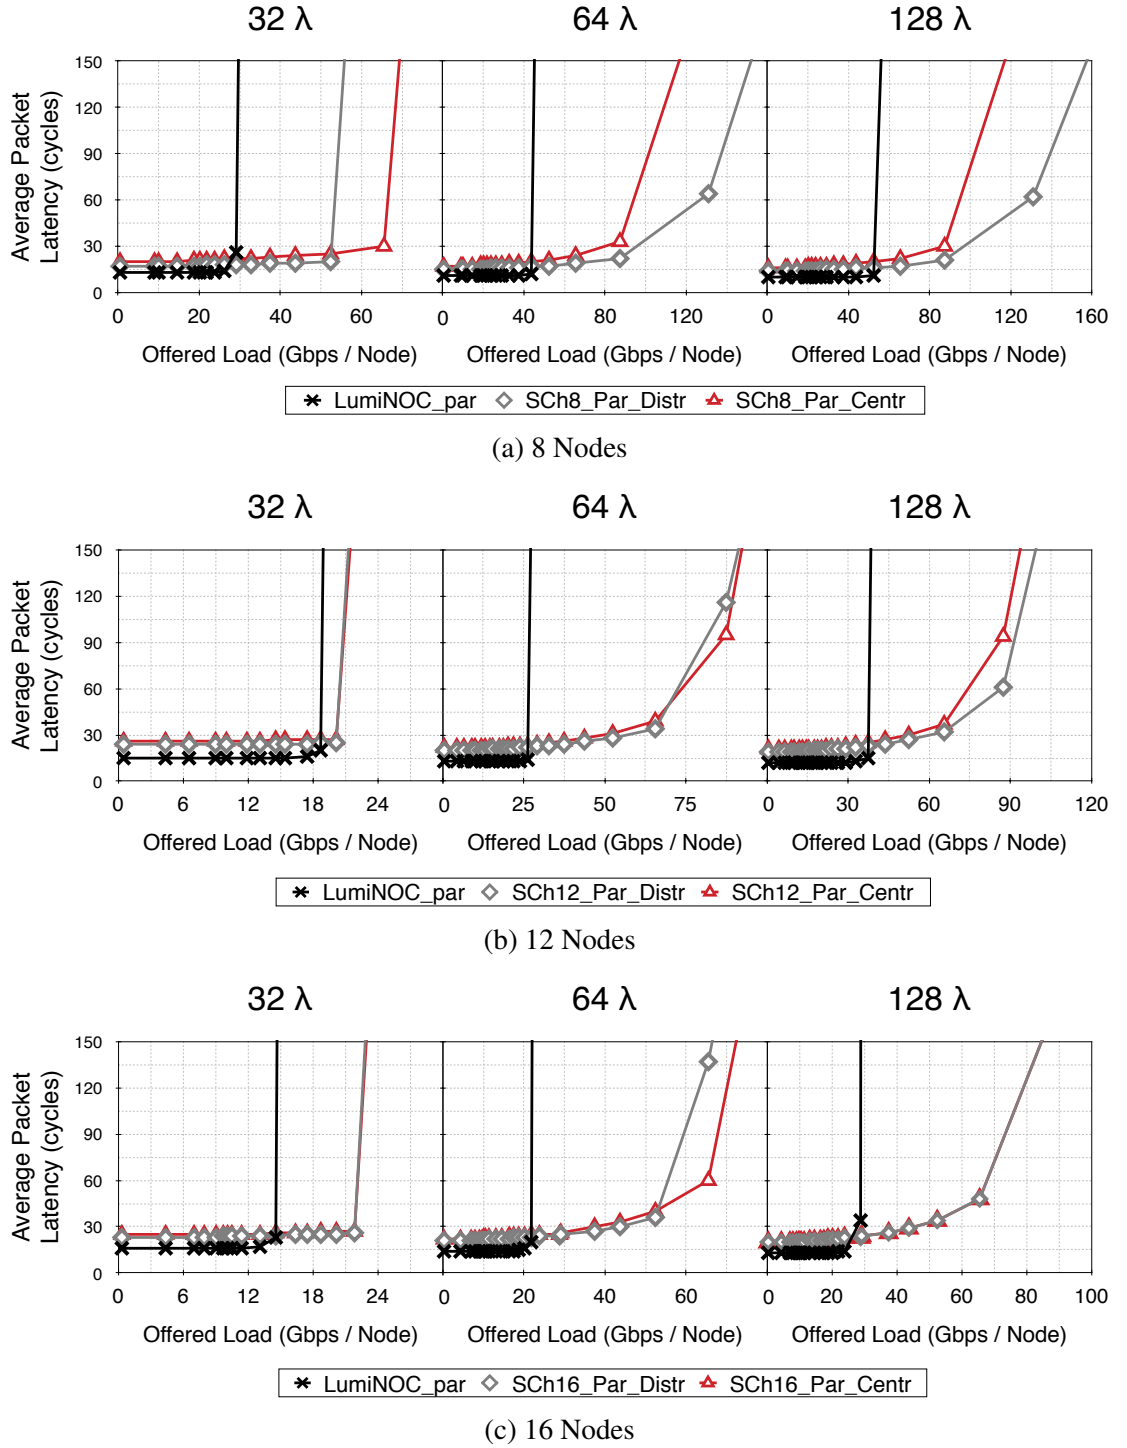 32 λ 64 λ 128 λ
Average Packet
Latency (cycles)
150
120
90
60
30
0
0 20 40 60 0 40 80 120 0 40 80 120 160
Offered Load (Gbps / Node) Offered Load (Gbps / Node) Offered Load (Gbps / Node)
LumiNOC_par SCh8_Par_Distr SCh8_Par_Centr
(a) 8 Nodes
32 λ 64 λ 128 λ
Average Packet
Latency (cycles)
150
120
90
60
30
0
0 6 12 18 24 0 25 50 75 0 30 60 90 120
Offered Load (Gbps / Node) Offered Load (Gbps / Node) Offered Load (Gbps / Node)
LumiNOC_par SCh12_Par_Distr SCh12_Par_Centr
(b) 12 Nodes
32 λ 64 λ 128 λ
Average Packet
Latency (cycles)
150
120
90
60
30
0
0 6 12 18 24 0 20 40 60 0 20 40 60 80 100
Offered Load (Gbps / Node) Offered Load (Gbps / Node) Offered Load (Gbps / Node)
LumiNOC_par SCh16_Par_Distr SCh16_Par_Centr
(c) 16 Nodes